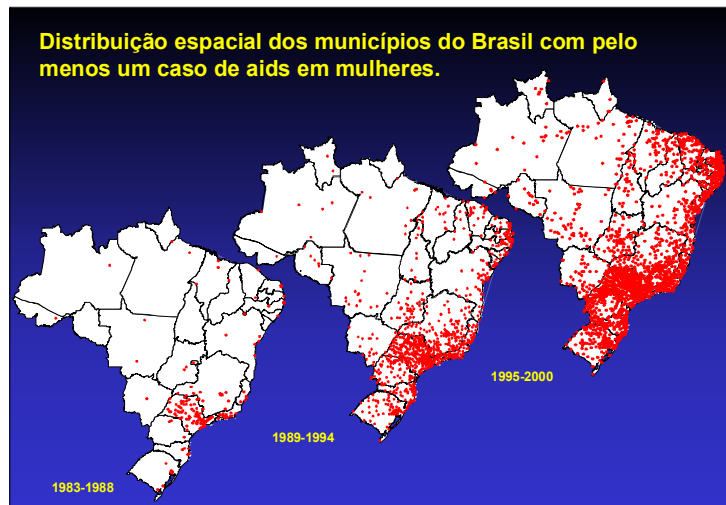 Distribuição espacial dos municípios do Brasil com pelo
menos um caso de aids em mulheres.
1995-2000
1989-1994
1983-1988